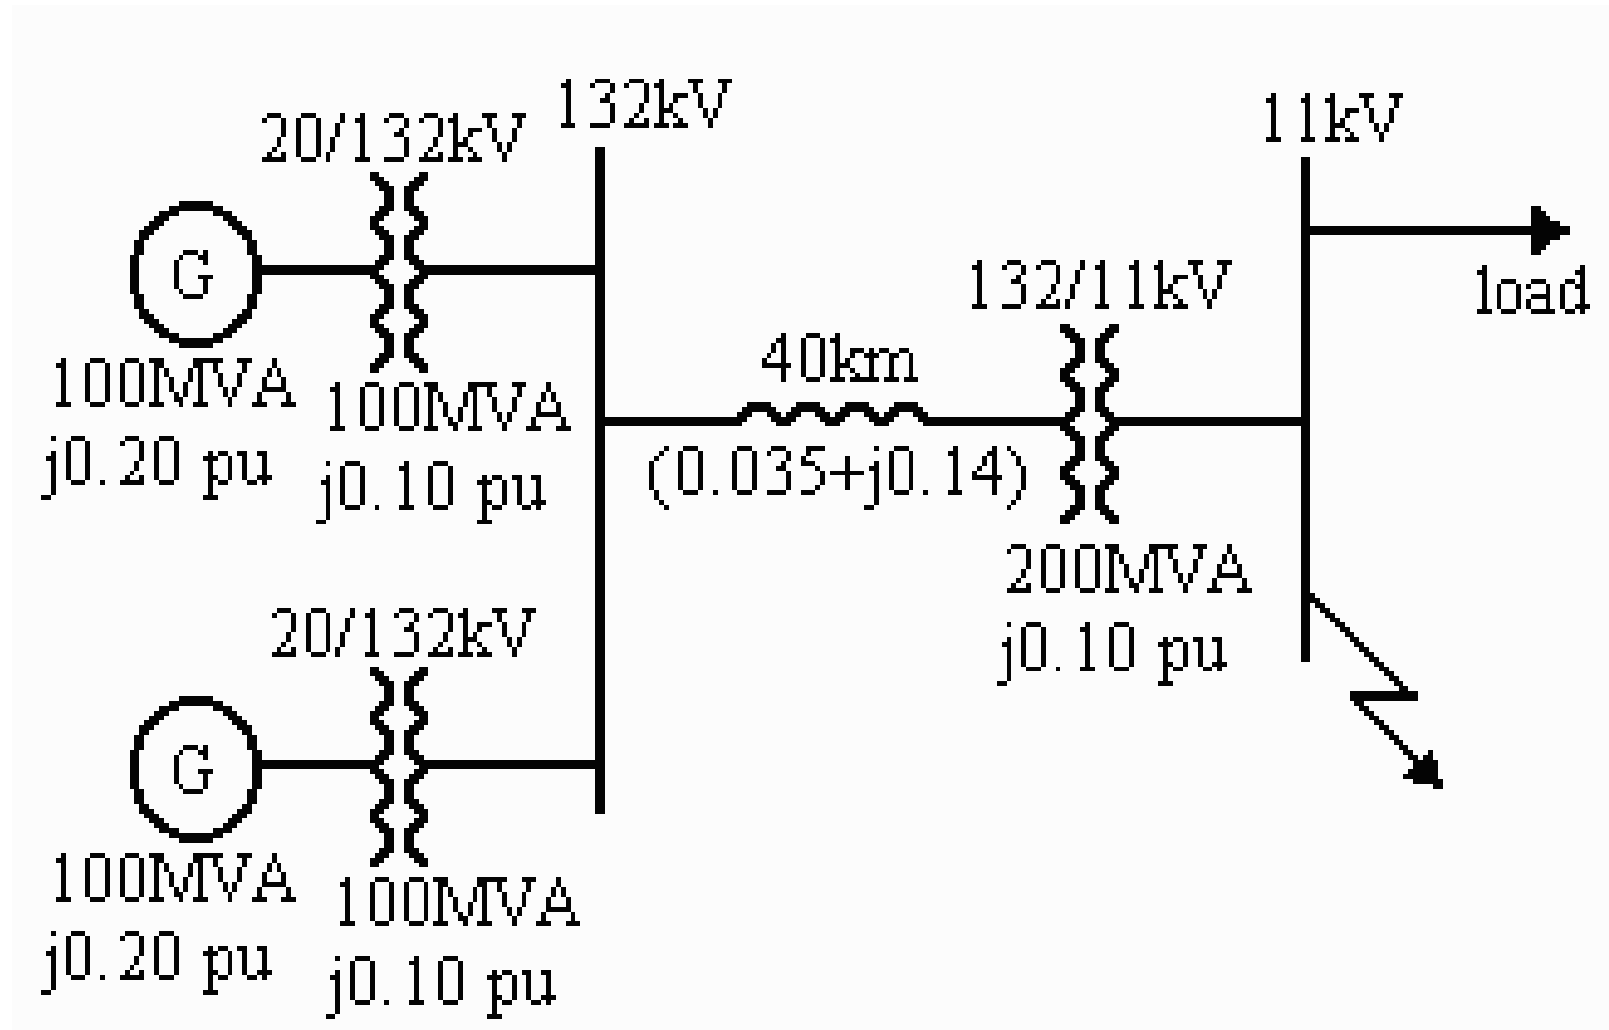 20/132kV
132kV
11kV
G
100MVA
j0.20 pu
100MVA
j0.10 pu
40km
(0.035+j0.14)
132/11kV
200MVA
j0.10 pu
load
20/132kV
G
100MVA
j0.20 pu
100MVA
j0.10 pu